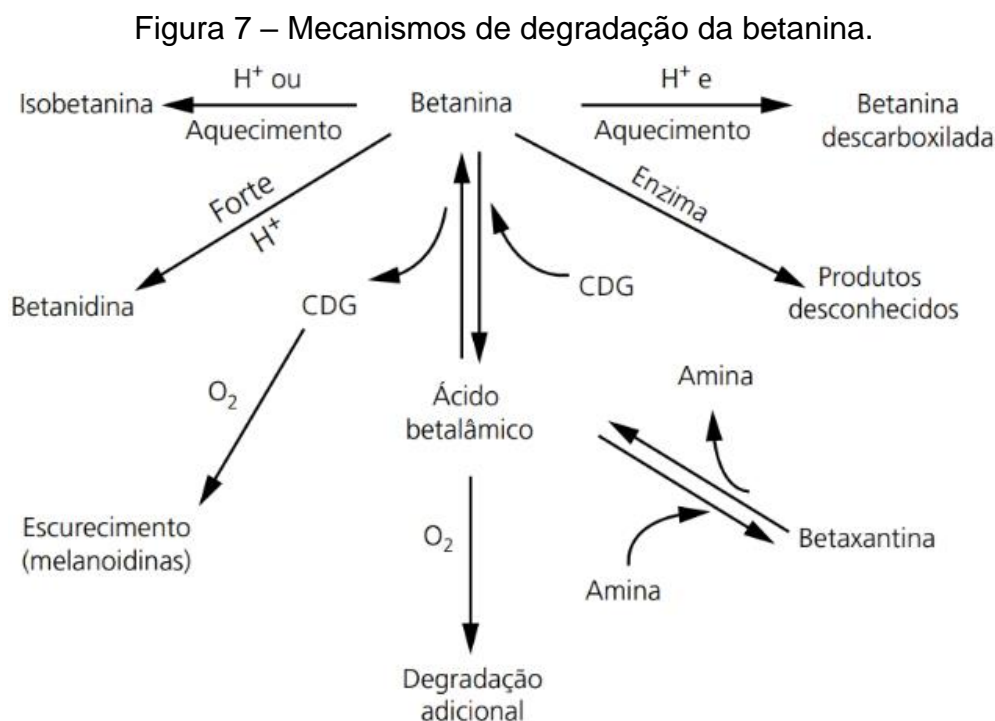 Figura 7 – Mecanismos de degradação da betanina.
Isobetanina
H⁺ ou
Aquecimento
Betanina
H⁺ e
Aquecimento
Betanina
descarboxilada
Forte
H⁺
Enzima
Betanidina
CDG
CDG
Produtos
desconhecidos
O₂
Ácido
betalâmico
Amina
Escurecimento
(melanoidinas)
O₂
Betaxantina
Amina
Degradação
adicional